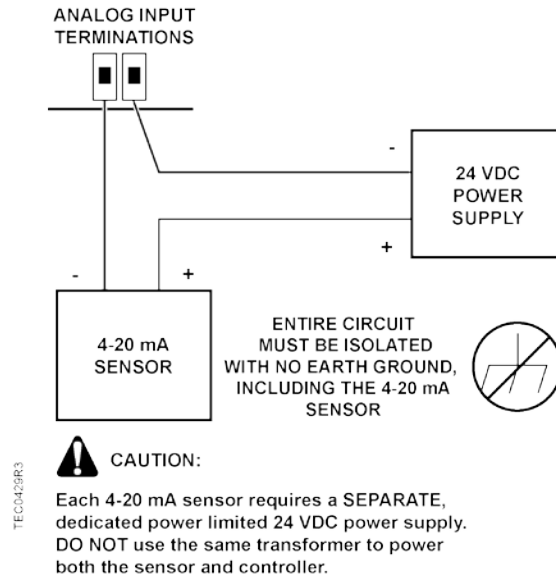 ANALOG INPUT
TERMINATIONS
-
24 VDC
POWER
SUPPLY
+
-
+
4-20 mA
SENSOR
ENTIRE CIRCUIT
MUST BE ISOLATED
WITH NO EARTH GROUND,
INCLUDING THE 4-20 mA
SENSOR
TEC0429R3
CAUTION:
Each 4-20 mA sensor requires a SEPARATE,
dedicated power limited 24 VDC power supply.
DO NOT use the same transformer to power
both the sensor and controller.